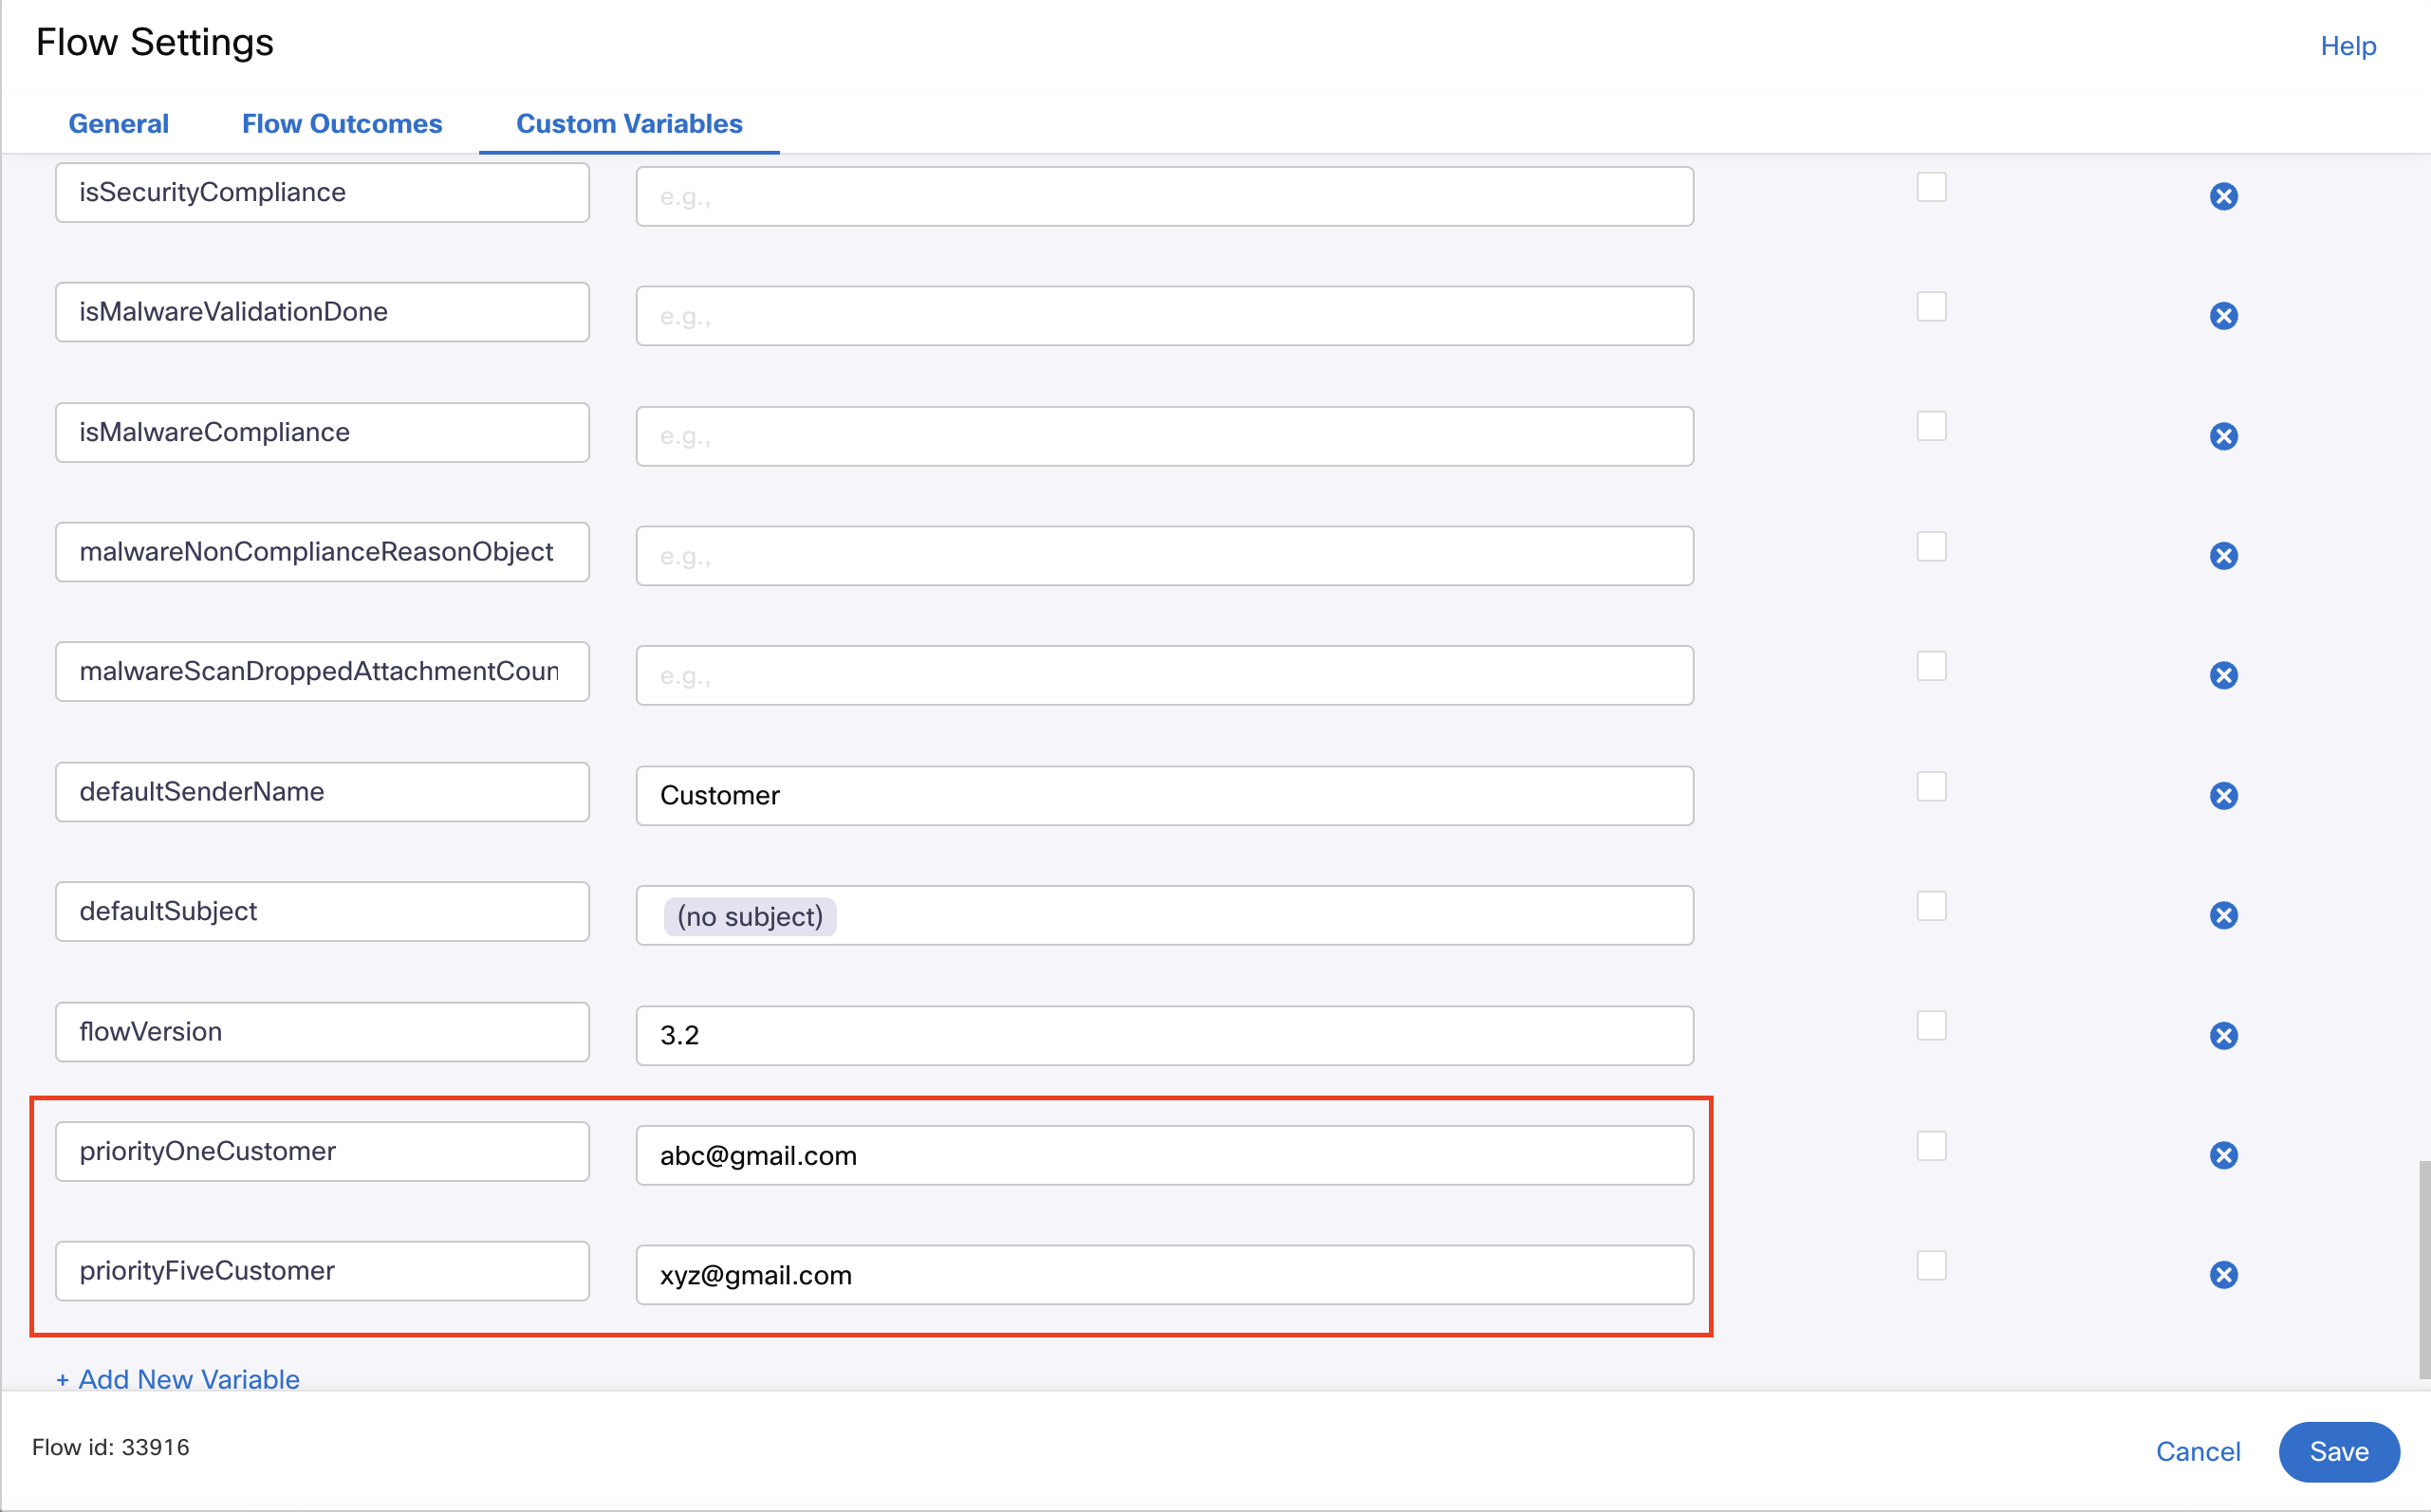 Flow Settings
Help
General
Flow Outcomes
Custom Variables
isSecurityCompliance
e.g.,
isMalwareValidationDone
e.g.,
isMalwareCompliance
e.g.,
malwareNonComplianceReasonObject
e.g.,
malwareScanDroppedAttachmentCoun
e.g.,
defaultSenderName
Customer
defaultSubject
(no subject)
flowVersion
3.2
priorityOneCustomer
abc@gmail.com
priorityFiveCustomer
xyz@gmail.com
+ Add New Variable
Flow id: 33916
Cancel
Save